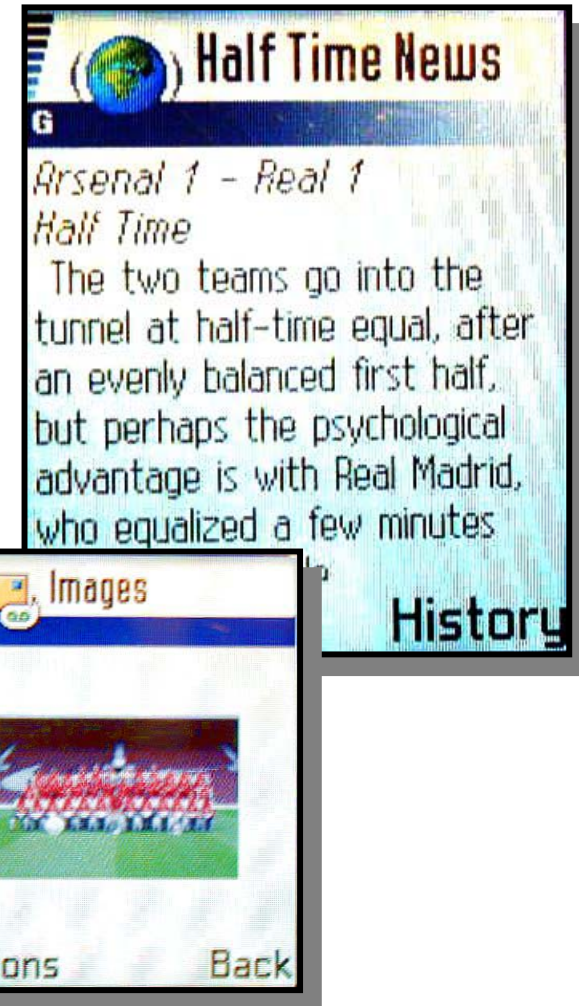 Half Time News
G
Arsenal 1 - Real 1
Half Time
The two teams go into the
tunnel at half-time equal, after
an evenly balanced first half,
but perhaps the psychological
advantage is with Real Madrid,
who equalized a few minutes
History
Images
ons
Back